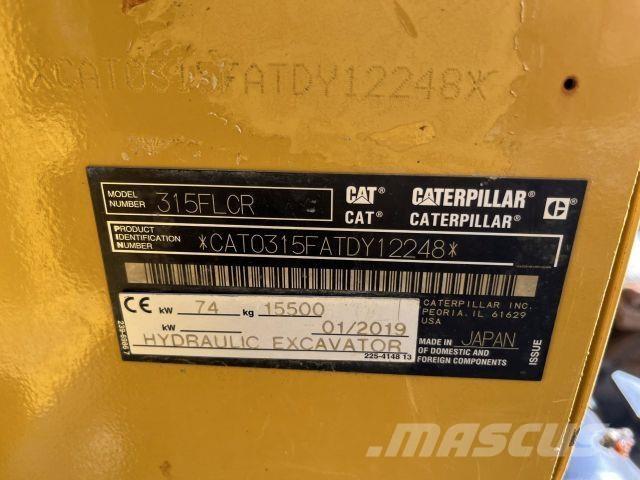 XCAT0315FATDY12248X
MODEL NUMBER 315FLCR
CAT® CATERPILLAR®
CAT® CATERPILLAR®
PRODUCT IDENTIFICATION NUMBER *CAT0315FATDY12248*
CE kW 74 kg 15500
kW 01/2019
HYDRAULIC EXCAVATOR
225-4148 13
CATERPILLAR INC.
PEORIA, IL 61629
USA
MADE IN JAPAN
OF DOMESTIC AND
FOREIGN COMPONENTS
ISSUE
MASCUS